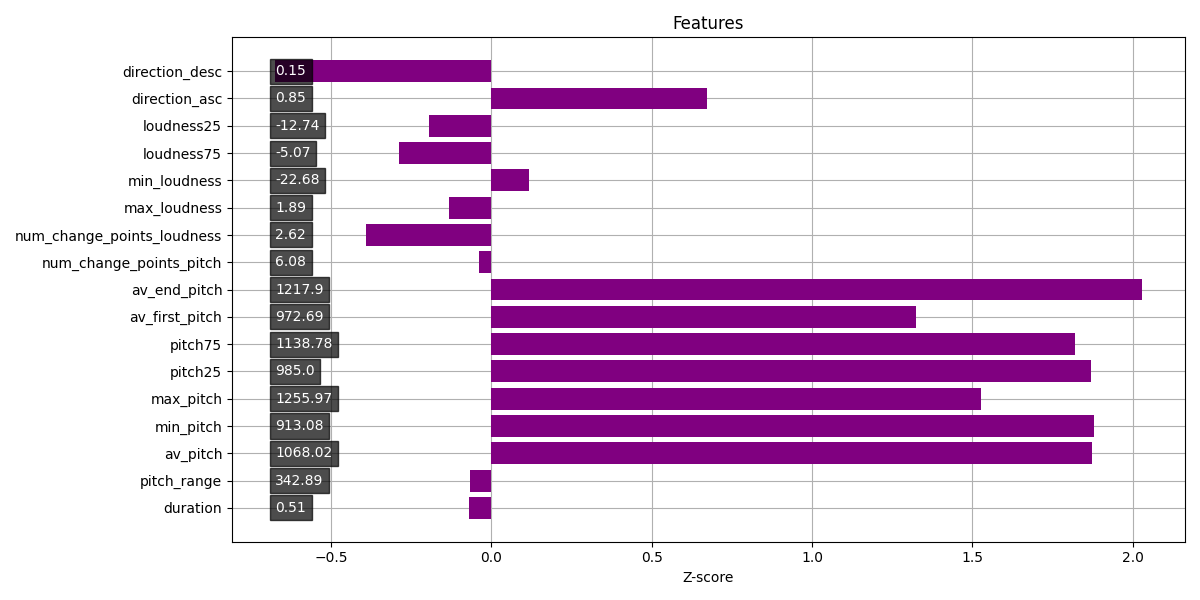 Features
direction_desc 0.15
direction_asc 0.85
loudness25 -12.74
loudness75 -5.07
min_loudness -22.68
max_loudness 1.89
num_change_points_loudness 2.62
num_change_points_pitch 6.08
av_end_pitch 1217.9
av_first_pitch 972.69
pitch75 1138.78
pitch25 985.0
max_pitch 1255.97
min_pitch 913.08
av_pitch 1068.02
pitch_range 342.89
duration 0.51
−0.5 0.0 0.5 1.0 1.5 2.0
Z-score